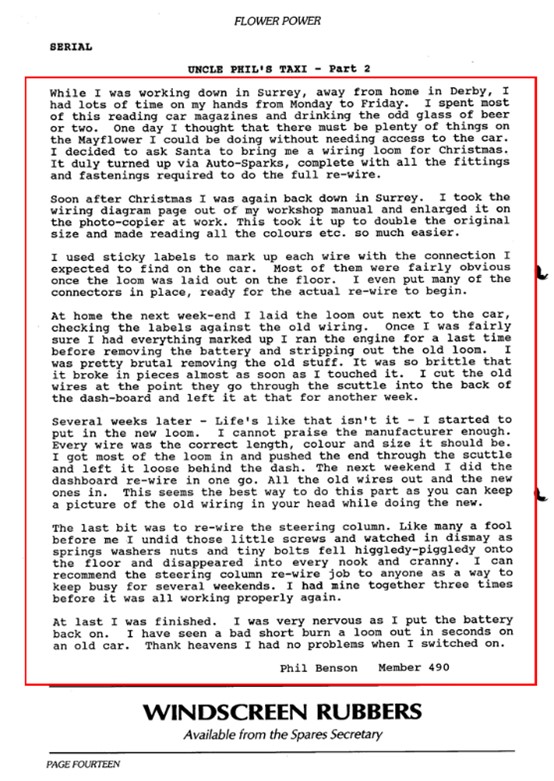 FLOWER POWER
SERIAL
UNCLE PHIL'S TAXI - Part 2
While I was working down in Surrey, away from home in Derby, I
had lots of time on my hands from Monday to Friday. I spent most
of this reading car magazines and drinking the odd glass of beer
or two. One day I thought that there must be plenty of things on
the Mayflower I could be doing without needing access to the car.
I decided to ask Santa to bring me a wiring loom for Christmas.
It duly turned up via Auto-Sparks, complete with all the fittings
and fastenings required to do the full re-wire.
Soon after Christmas I was again back down in Surrey. I took the
wiring diagram page out of my workshop manual and enlarged it on
the photo-copier at work. This took it up to double the original
size and made reading all the colours etc. so much easier.
I used sticky labels to mark up each wire with the connection I
expected to find on the car. Most of them were fairly obvious
once the loom was laid out on the floor. I even put many of the
connectors in place, ready for the actual re-wire to begin.
At home the next week-end I laid the loom out next to the car,
checking the labels against the old wiring. Once I was fairly
sure I had everything marked up I ran the engine for a last time
before removing the battery and stripping out the old loom. I
was pretty brutal removing the old stuff. It was so brittle that
it broke in pieces almost as soon as I touched it. I cut the old
wires at the point they go through the scuttle into the back of
the dash-board and left it at that for another week.
Several weeks later - Life's like that isn't it - I started to
put in the new loom. I cannot praise the manufacturer enough.
Every wire was the correct length, colour and size it should be.
I got most of the loom in and pushed the end through the scuttle
and left it loose behind the dash. The next weekend I did the
dashboard re-wire in one go. All the old wires out and the new
ones in. This seems the best way to do this part as you can keep
a picture of the old wiring in your head while doing the new.
The last bit was to re-wire the steering column. Like many a fool
before me I undid those little screws and watched in dismay as
springs washers nuts and tiny bolts fell higgledy-piggledy onto
the floor and disappeared into every nook and cranny. I can
recommend the steering column re-wire job to anyone as a way to
keep busy for several weekends. I had mine together three times
before it was all working properly again.
At last I was finished. I was very nervous as I put the battery
back on. I have seen a bad short burn a loom out in seconds on
an old car. Thank heavens I had no problems when I switched on.
Phil Benson Member 490
WINDSCREEN RUBBERS
Available from the Spares Secretary
PAGE FOURTEEN